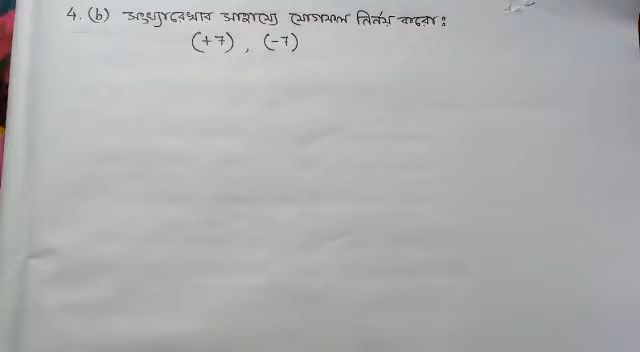 4. (b) সংখ্যারেখার সাহায্যে যোগফল নির্ণয় করো :
(+7) , (-7)